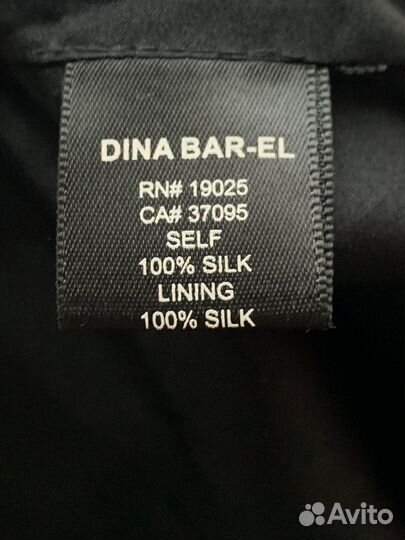 DINA BAR-EL
RN# 19025
CA# 37095
SELF
100% SILK
LINING
100% SILK
Avito